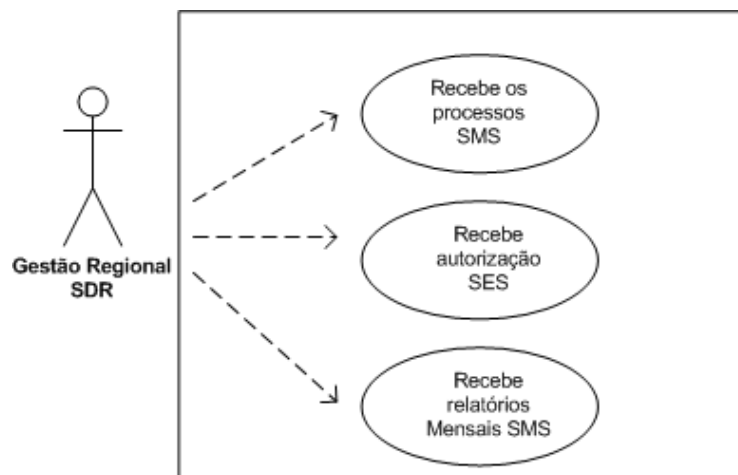 Recebe os
processos
SMS
Gestão Regional
SDR
Recebe
autorização
SES
Recebe
relatórios
Mensais SMS